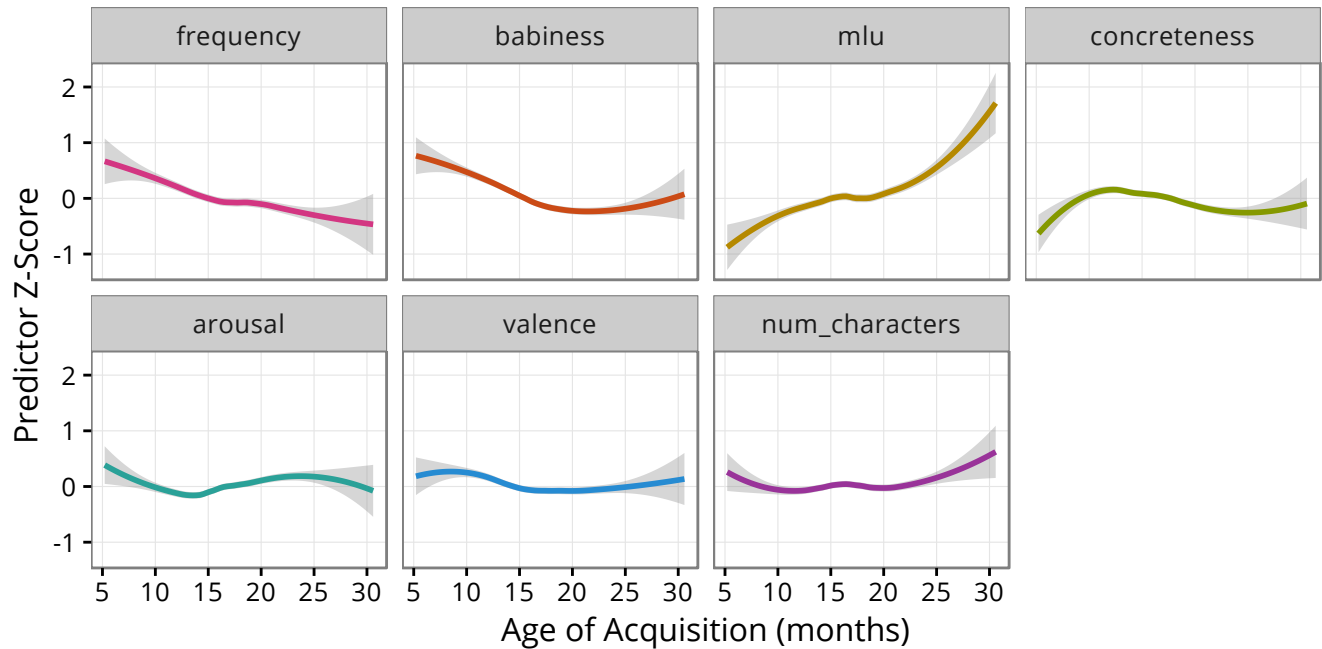 frequency babiness mlu concreteness
2
1
0
-1
arousal valence num_characters
2
1
0
-1
5 10 15 20 25 30 5 10 15 20 25 30 5 10 15 20 25 30
Age of Acquisition (months)
Predictor Z-Score